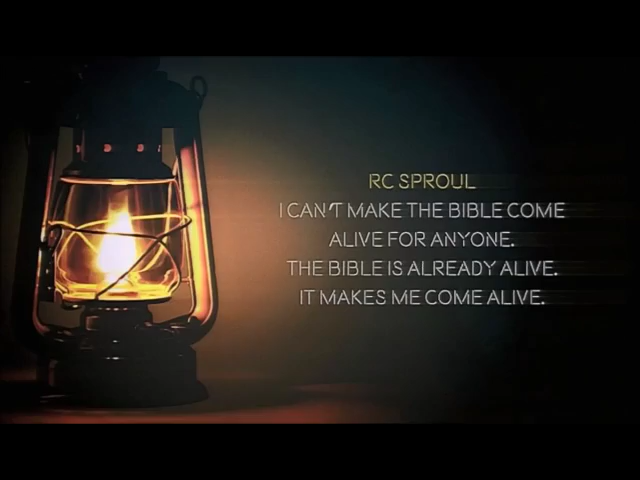 RC SPROUL
I CAN'T MAKE THE BIBLE COME
ALIVE FOR ANYONE.
THE BIBLE IS ALREADY ALIVE.
IT MAKES ME COME ALIVE.